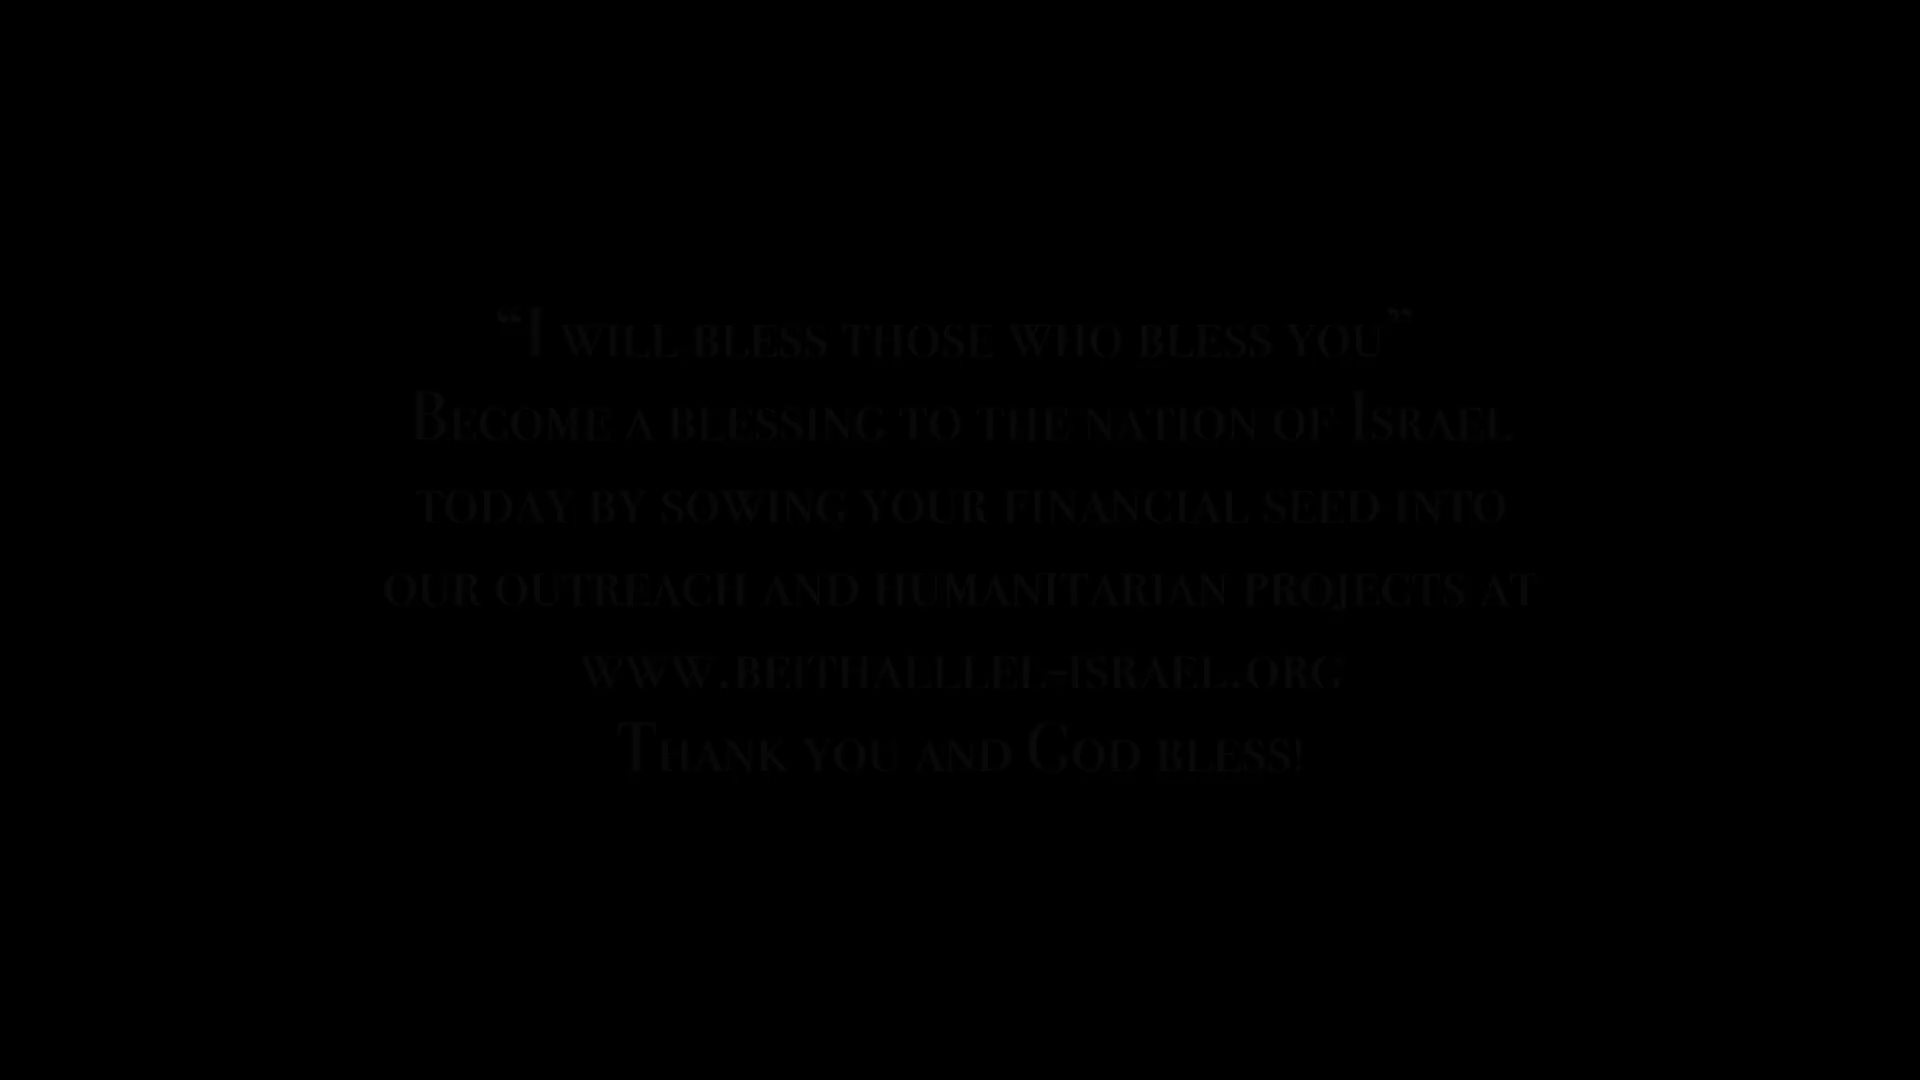 “I will bless those who bless you”
Become a blessing to the nation of Israel
today by sowing your financial seed into
our outreach and humanitarian projects at
www.beithalllel-israel.org
Thank you and God bless!